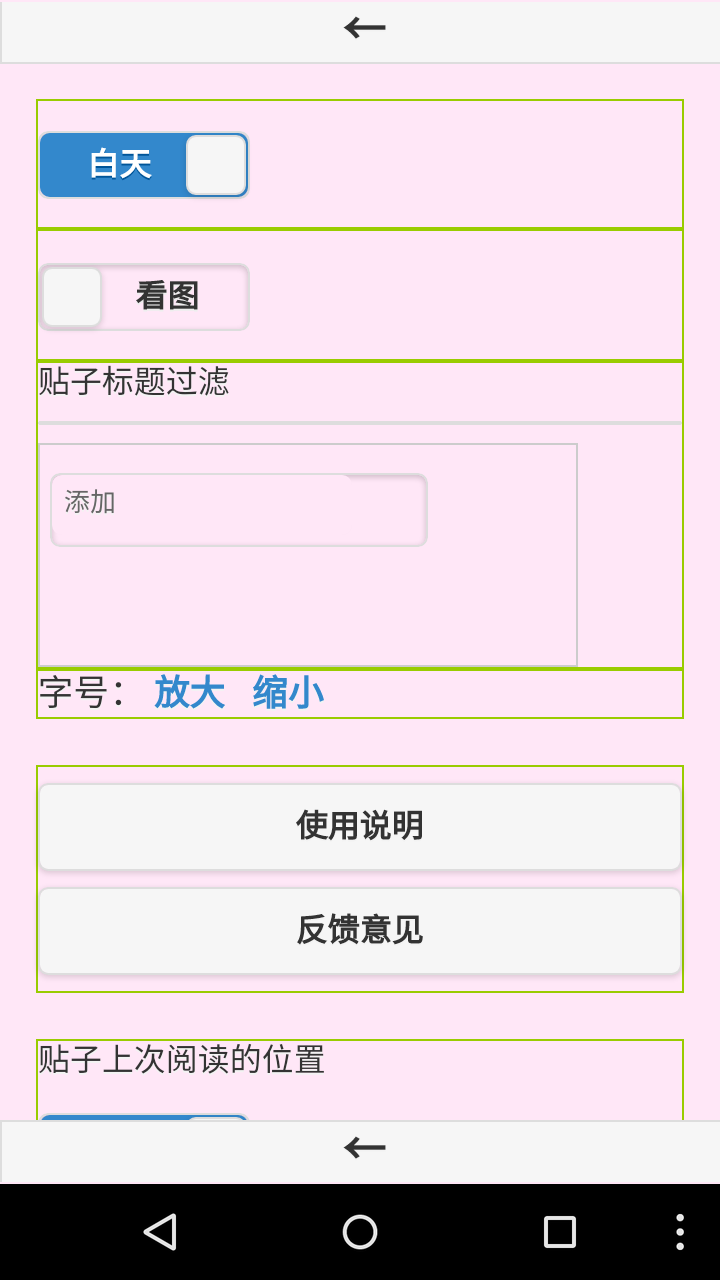 白天
看图
贴子标题过滤
添加
字号： 放大 缩小
使用说明
反馈意见
贴子上次阅读的位置